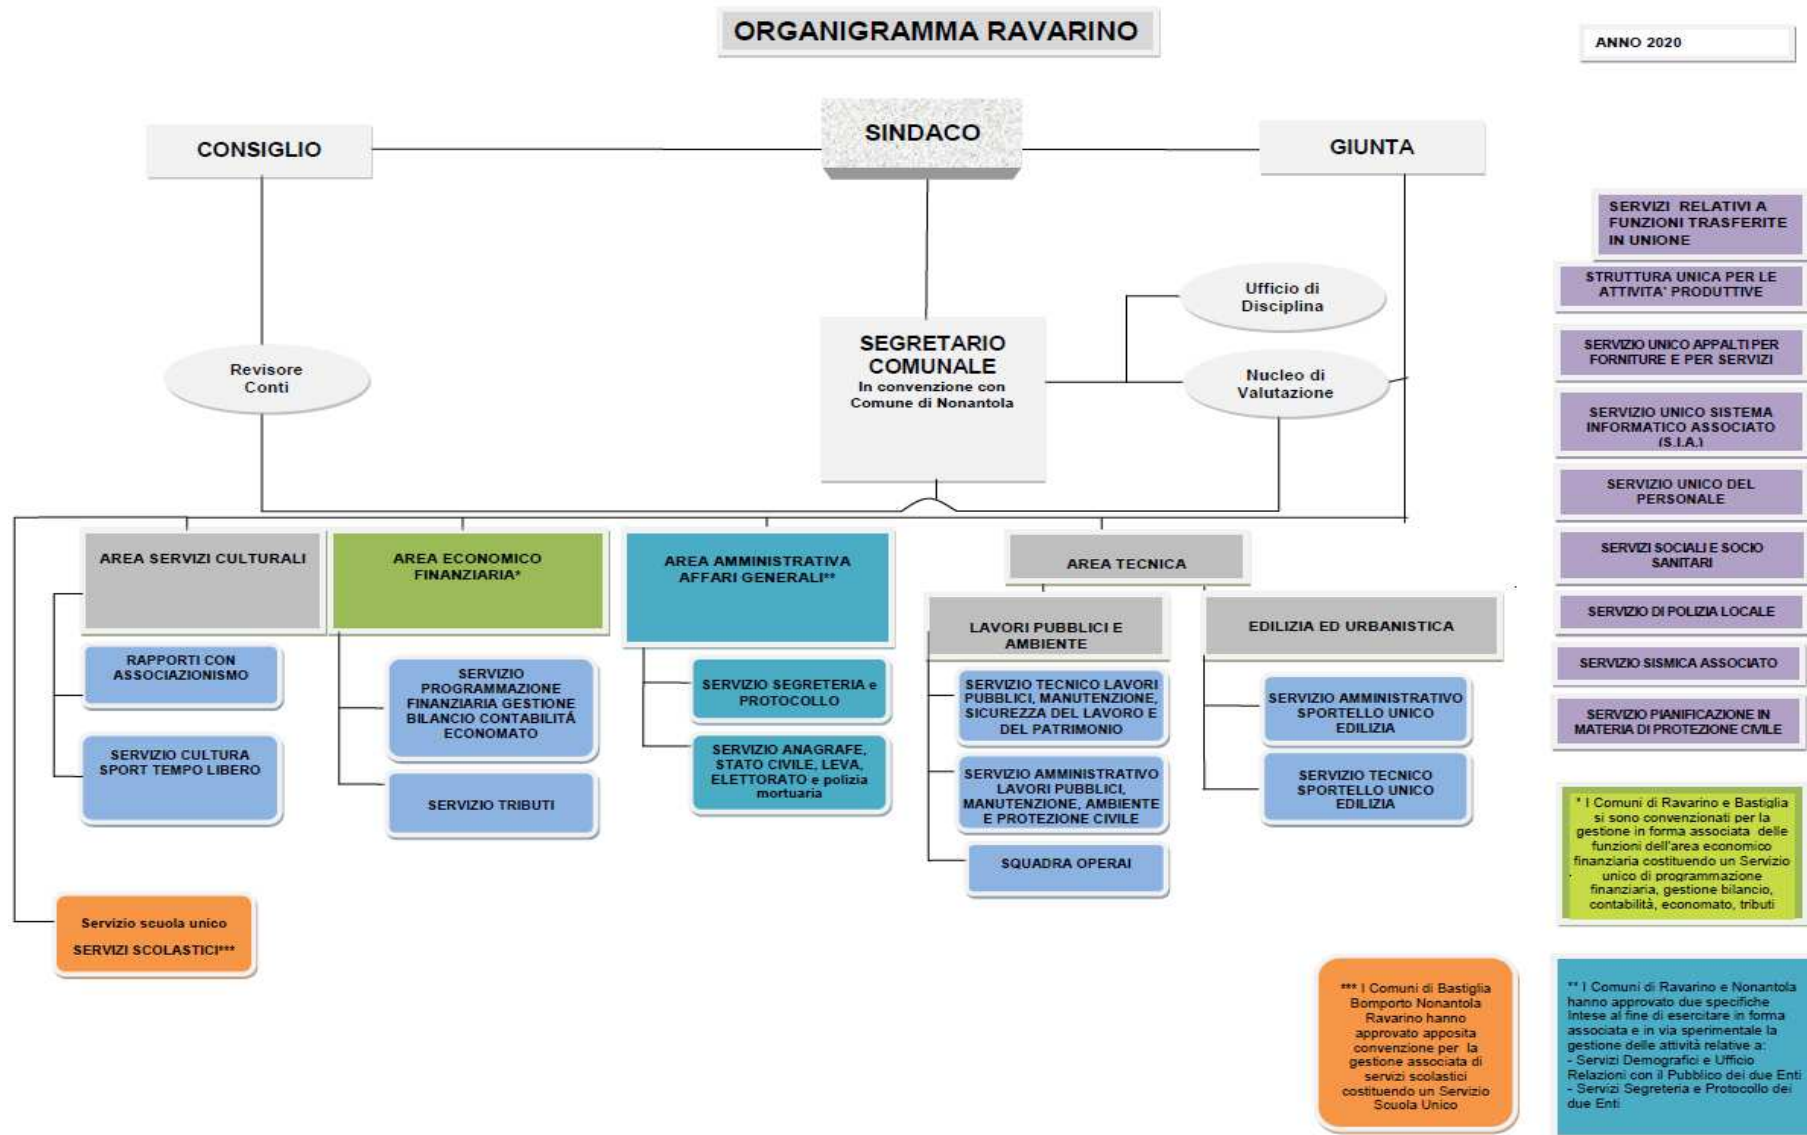 ORGANIGRAMMA RAVARINO
ANNO 2020
CONSIGLIO
SINDACO
GIUNTA
Revisore
Conti
SEGRETARIO
COMUNALE
In convenzione con
Comune di Nonantola
Ufficio di
Disciplina
Nucleo di
Valutazione
SERVIZI RELATIVI A
FUNZIONI TRASFERITE
IN UNIONE
STRUTTURA UNICA PER LE
ATTIVITA' PRODUTTIVE
SERVIZIO UNICO APPALTI PER
FORNITURE E PER SERVIZI
SERVIZIO UNICO SISTEMA
INFORMATICO ASSOCIATO
(S.I.A.)
SERVIZIO UNICO DEL
PERSONALE
SERVIZI SOCIALI E SOCIO
SANITARI
SERVIZIO DI POLIZIA LOCALE
SERVIZIO SISMICA ASSOCIATO
SERVIZIO PIANIFICAZIONE IN
MATERIA DI PROTEZIONE CIVILE
AREA SERVIZI CULTURALI
RAPPORTI CON
ASSOCIAZIONISMO
SERVIZIO CULTURA
SPORT TEMPO LIBERO
AREA ECONOMICO
FINANZIARIA*
SERVIZIO
PROGRAMMAZIONE
FINANZIARIA GESTIONE
BILANCIO CONTABILITÁ
ECONOMATO
SERVIZIO TRIBUTI
AREA AMMINISTRATIVA
AFFARI GENERALI**
SERVIZIO SEGRETERIA e
PROTOCOLLO
SERVIZIO ANAGRAFE,
STATO CIVILE, LEVA,
ELETTORATO e polizia
mortuaria
AREA TECNICA
LAVORI PUBBLICI E
AMBIENTE
SERVIZIO TECNICO LAVORI
PUBBLICI, MANUTENZIONE,
SICUREZZA DEL LAVORO E
DEL PATRIMONIO
SERVIZIO AMMINISTRATIVO
LAVORI PUBBLICI,
MANUTENZIONE, AMBIENTE
E PROTEZIONE CIVILE
SQUADRA OPERAI
EDILIZIA ED URBANISTICA
SERVIZIO AMMINISTRATIVO
SPORTELLO UNICO
EDILIZIA
SERVIZIO TECNICO
SPORTELLO UNICO
EDILIZIA
Servizio scuola unico
SERVIZI SCOLASTICI***
* I Comuni di Ravarino e Bastiglia
si sono convenzionati per la
gestione in forma associata delle
funzioni dell'area economico
finanziaria costituendo un Servizio
unico di programmazione
finanziaria, gestione bilancio,
contabilità, economato, tributi
*** I Comuni di Bastiglia
Bomporto Nonantola
Ravarino hanno
approvato apposita
convenzione per la
gestione associata di
servizi scolastici
costituendo un Servizio
Scuola Unico
** I Comuni di Ravarino e Nonantola
hanno approvato due specifiche
Intese al fine di esercitare in forma
associata e in via sperimentale la
gestione delle attività relative a:
- Servizi Demografici e Ufficio
Relazioni con il Pubblico dei due Enti
- Servizi Segreteria e Protocollo dei
due Enti